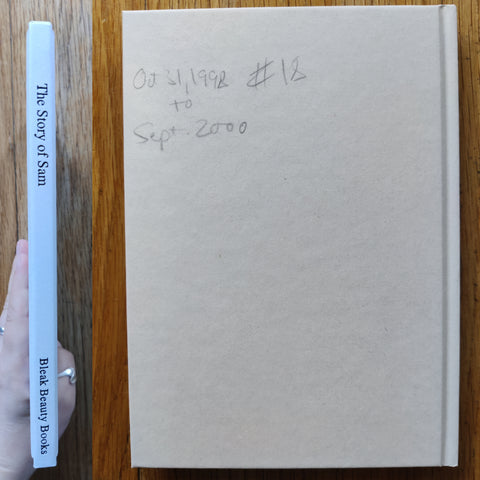 The Story of Sam
Bleak Beauty Books
Oct 31, 1998 #18
to
Sept. 2000